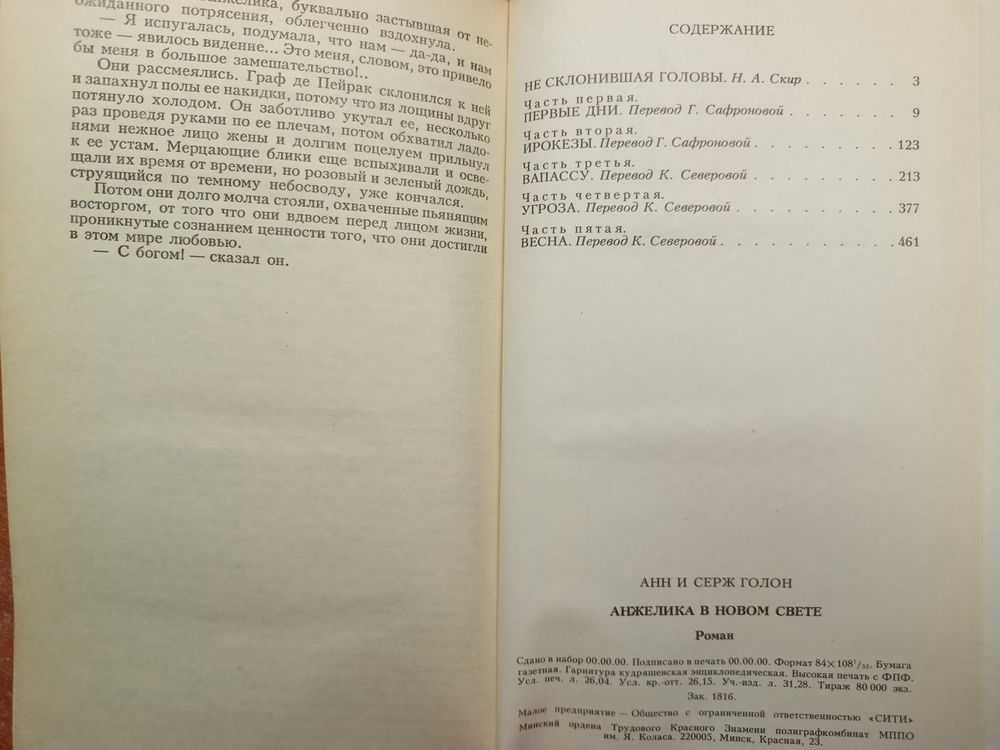 Анжелика, буквально застывшая от не-
ожиданного потрясения, облегченно вздохнула.
— Я испугалась, подумала, что нам — да-да, и нам
тоже — явилось видение... Это меня, словом, это привело
бы меня в большое замешательство!..
Они рассмеялись. Граф де Пейрак склонился к ней
и запахнул полы ее накидки, потому что из лощины вдруг
потянуло холодом. Он заботливо укутал ее, несколько
раз проведя руками по ее плечам, потом обхватил ладо-
нями нежное лицо жены и долгим поцелуем прильнул
к ее устам. Мерцающие блики еще вспыхивали и осве-
щали их время от времени, но розовый и зеленый дождь,
струящийся по темному небосводу, уже кончался.
Потом они долго молча стояли, охваченные пьянящим
восторгом, от того что они вдвоем перед лицом жизни,
проникнутые сознанием ценности того, что они достигли
в этом мире любовью.
— С богом! — сказал он.
СОДЕРЖАНИЕ
НЕ СКЛОНИВШАЯ ГОЛОВЫ. Н. А. Скир . . . . . . 3
Часть первая.
ПЕРВЫЕ ДНИ. Перевод Г. Сафроновой . . . . . . . 9
Часть вторая.
ИРОКЕЗЫ. Перевод Г. Сафроновой . . . . . . . . 123
Часть третья.
ВАПАССУ. Перевод К. Северовой . . . . . . . . 213
Часть четвертая.
УГРОЗА. Перевод К. Северовой . . . . . . . . . 377
Часть пятая.
ВЕСНА. Перевод К. Северовой . . . . . . . . . . 461
АНН И СЕРЖ ГОЛОН
АНЖЕЛИКА В НОВОМ СВЕТЕ
Роман
Сдано в набор 00.00.00. Подписано в печать 00.00.00. Формат 84×108¹/₃₂. Бумага
газетная. Гарнитура кудряшевская энциклопедическая. Высокая печать с ФПФ.
Усл. печ. л. 26,04. Усл. кр.-отт. 26,15. Уч.-изд. л. 31,28. Тираж 80 000 экз.
Зак. 1816.
Малое предприятие — Общество с ограниченной ответственностью «СИТИ»
Минский ордена Трудового Красного Знамени полиграфкомбинат МППО
им. Я. Коласа. 220005, Минск, Красная, 23.